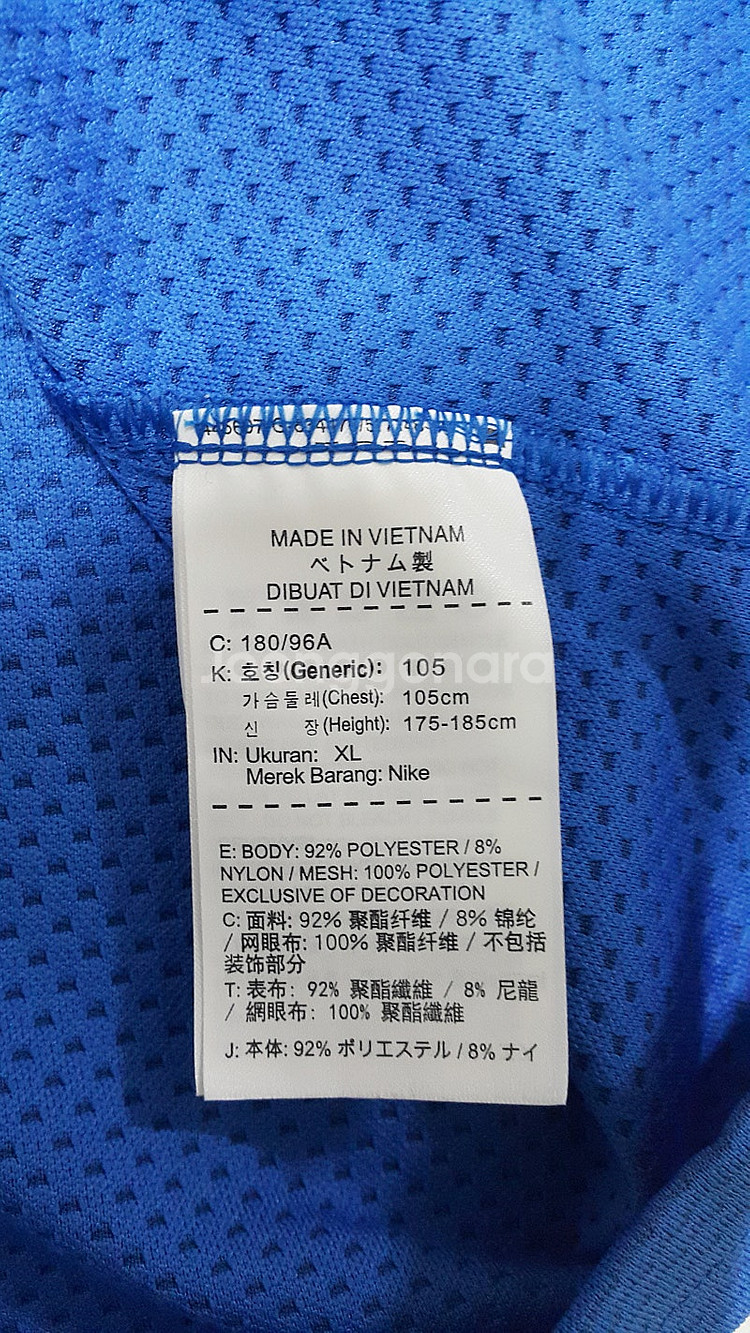 MADE IN VIETNAM
ベトナム製
DIBUAT DI VIETNAM
C: 180/96A
K: 호칭(Generic): 105
가슴둘레(Chest): 105cm
신 장(Height): 175-185cm
IN: Ukuran: XL
Merek Barang: Nike
E: BODY: 92% POLYESTER / 8%
NYLON / MESH: 100% POLYESTER /
EXCLUSIVE OF DECORATION
C: 面料: 92% 聚酯纤维 / 8% 锦纶
/ 网眼布: 100% 聚酯纤维 / 不包括
装饰部分
T: 表布: 92% 聚酯纖維 / 8% 尼龍
/ 網眼布: 100% 聚酯纖維
J: 本体: 92% ポリエステル / 8% ナイ